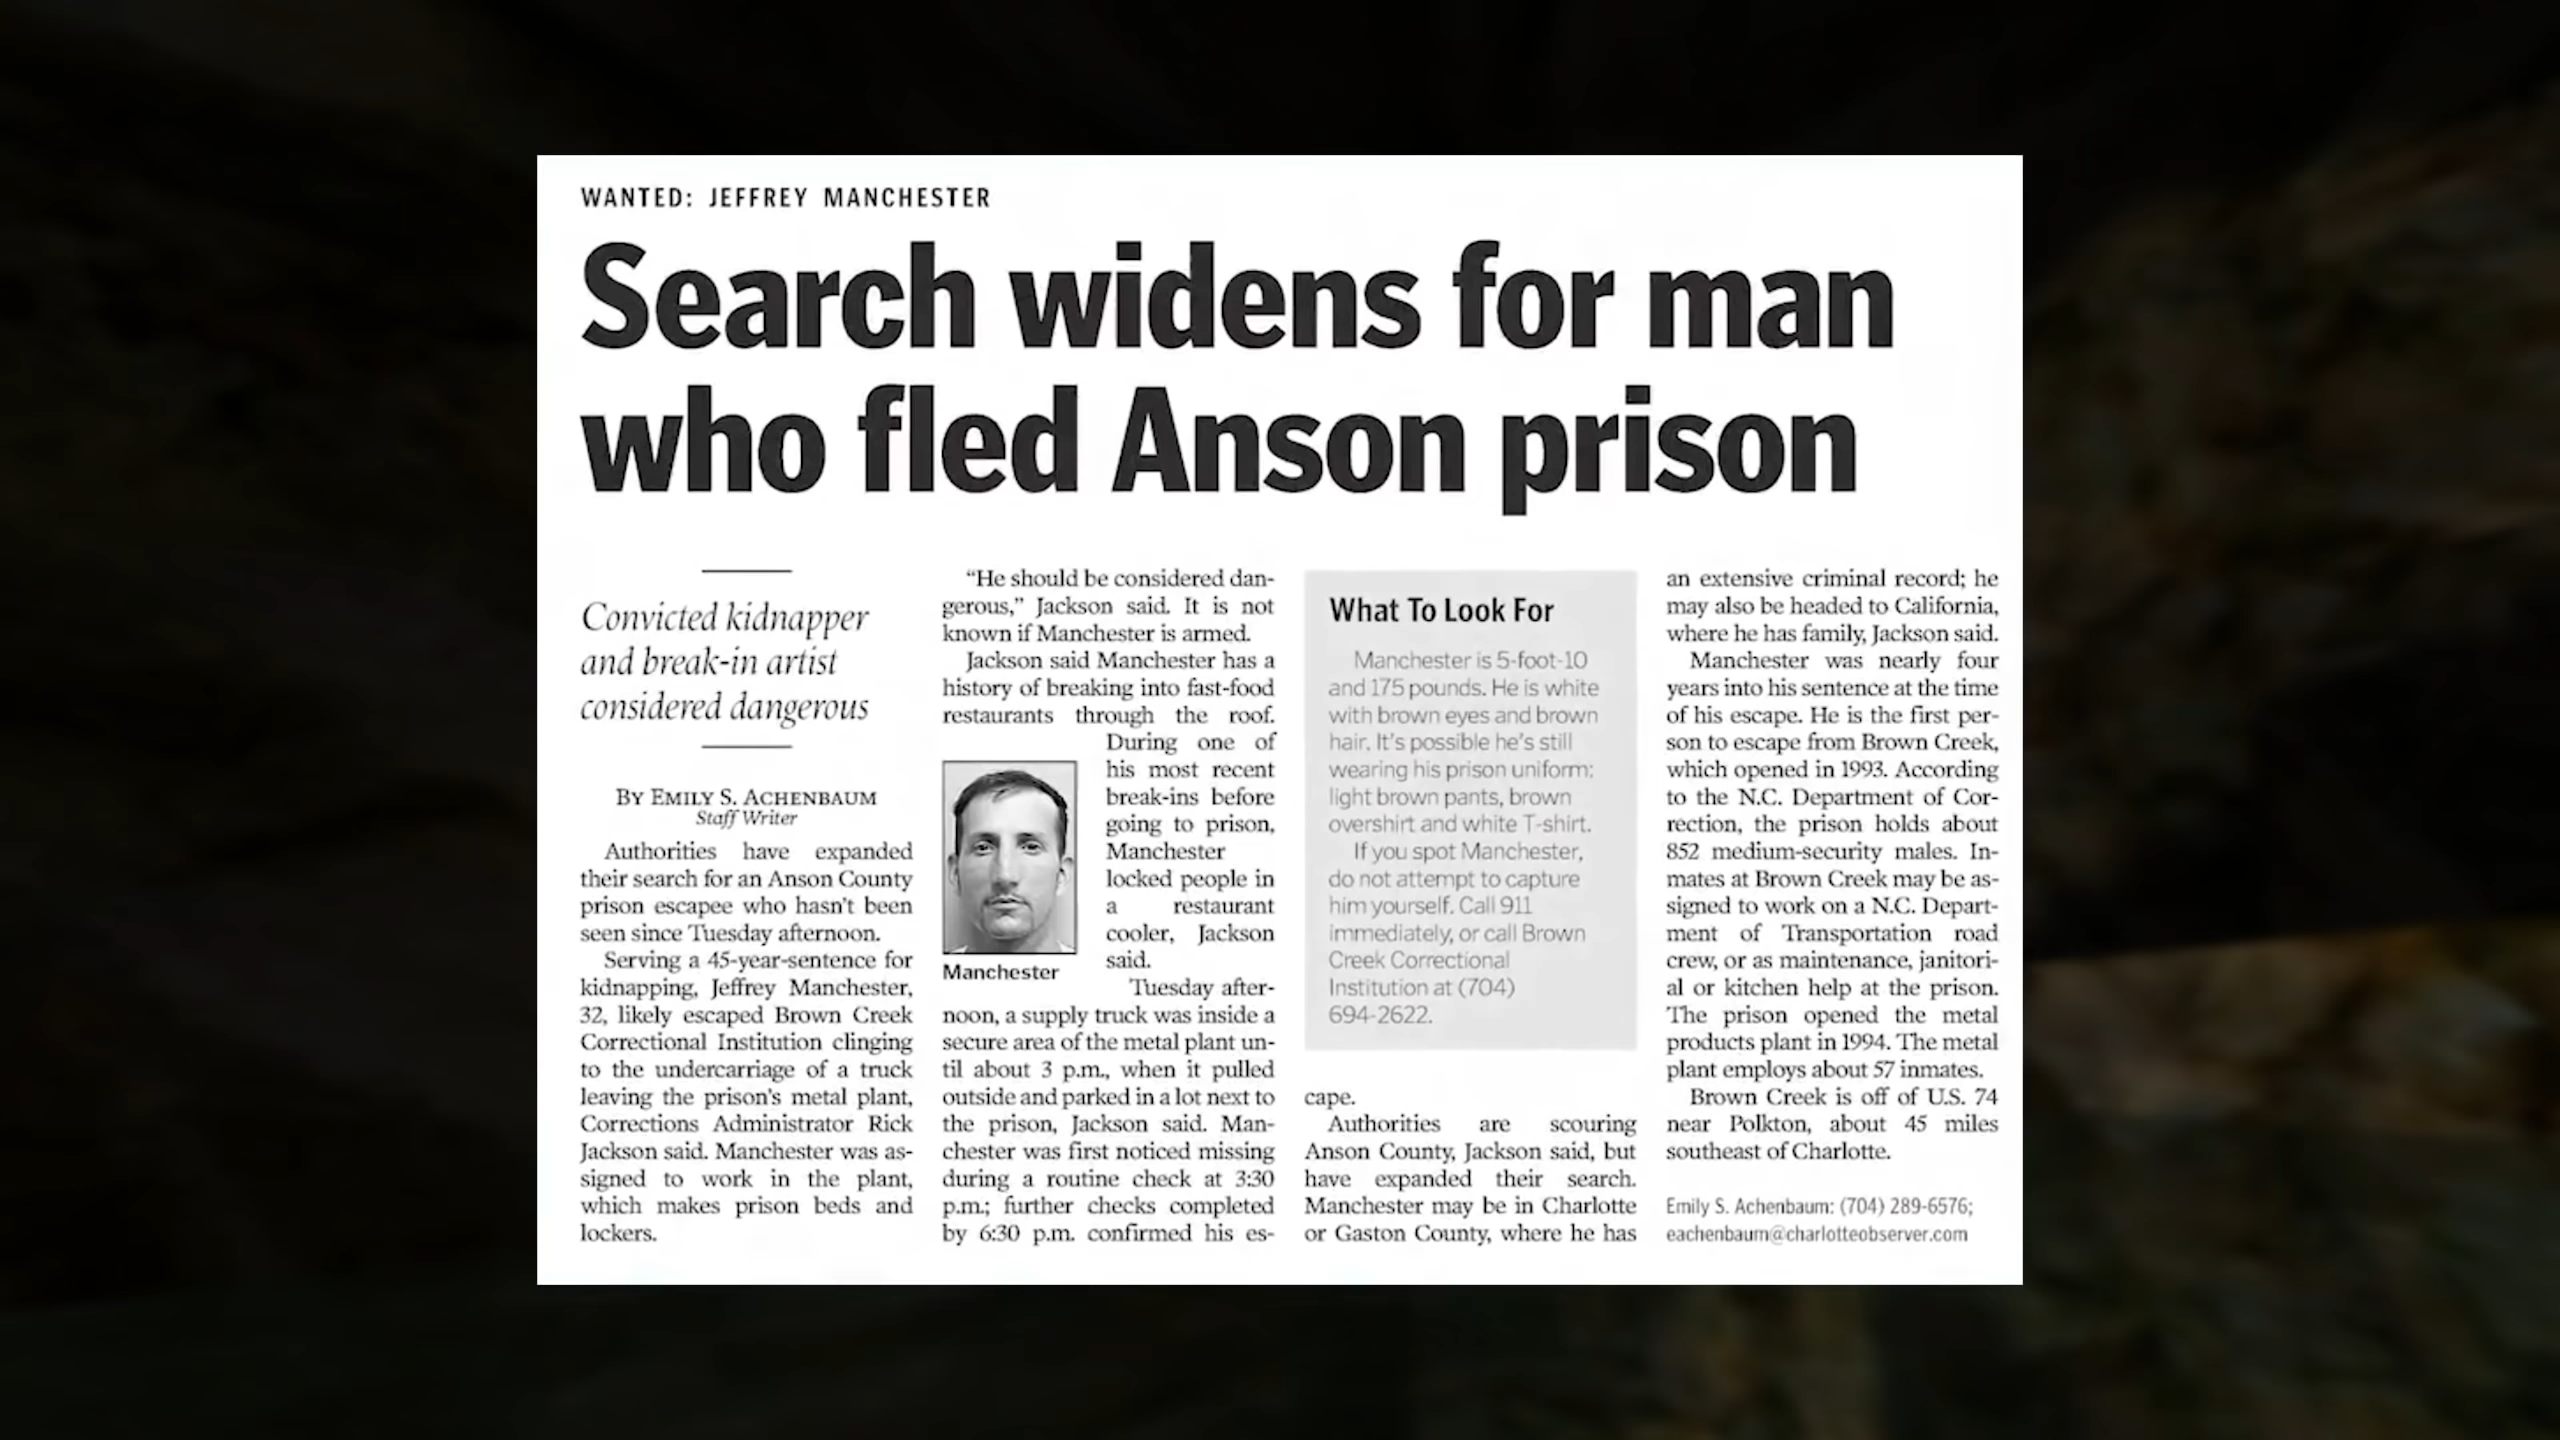 WANTED: JEFFREY MANCHESTER
Search widens for man
who fled Anson prison
Convicted kidnapper
and break-in artist
considered dangerous
BY EMILY S. ACHENBAUM
Staff Writer
Authorities have expanded
their search for an Anson County
prison escapee who hasn't been
seen since Tuesday afternoon.
Serving a 45-year-sentence for
kidnapping, Jeffrey Manchester,
32, likely escaped Brown Creek
Correctional Institution clinging
to the undercarriage of a truck
leaving the prison's metal plant,
Corrections Administrator Rick
Jackson said. Manchester was as-
signed to work in the plant,
which makes prison beds and
lockers.
“He should be considered dan-
gerous,” Jackson said. It is not
known if Manchester is armed.
Jackson said Manchester has a
history of breaking into fast-food
restaurants through the roof.
During one of
his most recent
break-ins before
going to prison,
Manchester
locked people in
a restaurant
cooler, Jackson
said.
Manchester
Tuesday after-
noon, a supply truck was inside a
secure area of the metal plant un-
til about 3 p.m., when it pulled
outside and parked in a lot next to
the prison, Jackson said. Man-
chester was first noticed missing
during a routine check at 3:30
p.m.; further checks completed
by 6:30 p.m. confirmed his es-
What To Look For
Manchester is 5-foot-10
and 175 pounds. He is white
with brown eyes and brown
hair. It's possible he's still
wearing his prison uniform:
light brown pants, brown
overshirt and white T-shirt.
If you spot Manchester,
do not attempt to capture
him yourself. Call 911
immediately, or call Brown
Creek Correctional
Institution at (704)
694-2622.
cape.
Authorities are scouring
Anson County, Jackson said, but
have expanded their search.
Manchester may be in Charlotte
or Gaston County, where he has
an extensive criminal record; he
may also be headed to California,
where he has family, Jackson said.
Manchester was nearly four
years into his sentence at the time
of his escape. He is the first per-
son to escape from Brown Creek,
which opened in 1993. According
to the N.C. Department of Cor-
rection, the prison holds about
852 medium-security males. In-
mates at Brown Creek may be as-
signed to work on a N.C. Depart-
ment of Transportation road
crew, or as maintenance, janitori-
al or kitchen help at the prison.
The prison opened the metal
products plant in 1994. The metal
plant employs about 57 inmates.
Brown Creek is off of U.S. 74
near Polkton, about 45 miles
southeast of Charlotte.
Emily S. Achenbaum: (704) 289-6576;
eachenbaum@charlotteobserver.com